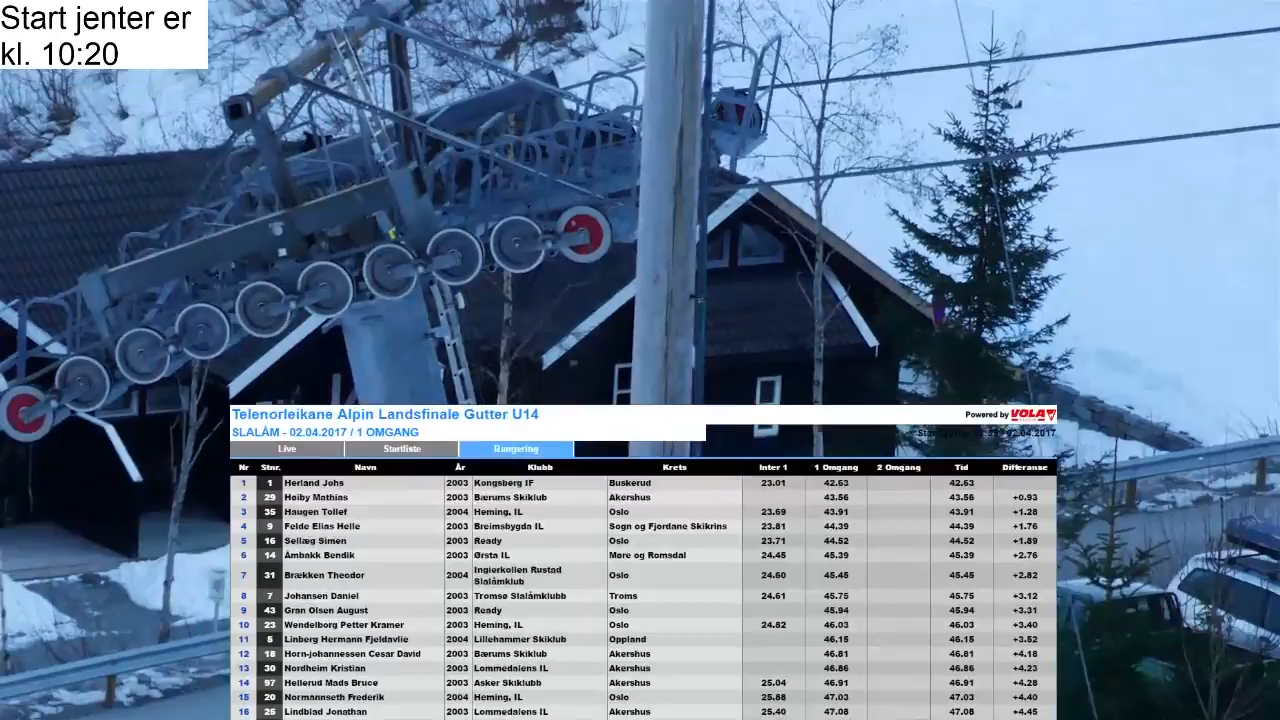 Start jenter er
kl. 10:20
Telenorleikane Alpin Landsfinale Gutter U14
Powered by VOLA
SLALÅM - 02.04.2017 / 1 OMGANG
02.04.2017
Live Startliste Rangering
Nr Stnr. Navn År Klubb Krets Inter 1 1 Omgang 2 Omgang Tid Differanse
1 1 Herland Johs 2003 Kongsberg IF Buskerud 23.01 42.63 42.63
2 29 Høiby Mathias 2003 Bærums Skiklub Akershus 43.56 43.56 +0.93
3 35 Haugen Tollef 2004 Heming, IL Oslo 23.69 43.91 43.91 +1.28
4 9 Felde Elias Helle 2003 Breimsbygda IL Sogn og Fjordane Skikrins 23.81 44.39 44.39 +1.76
5 16 Sellæg Simen 2003 Ready Oslo 23.71 44.52 44.52 +1.89
6 14 Åmbakk Bendik 2003 Ørsta IL Møre og Romsdal 24.45 45.39 45.39 +2.76
7 31 Brækken Theodor 2004 Ingierkollen Rustad Slalåmklub Oslo 24.60 45.45 45.45 +2.82
8 7 Johansen Daniel 2003 Tromsø Slalåmklubb Troms 24.61 45.75 45.75 +3.12
9 43 Gran Olsen August 2003 Ready Oslo 45.94 45.94 +3.31
10 23 Wendelborg Petter Kramer 2003 Heming, IL Oslo 24.82 46.03 46.03 +3.40
11 5 Linberg Hermann Fjeldavlie 2004 Lillehammer Skiklub Oppland 46.15 46.15 +3.52
12 18 Horn-johannessen Cesar David 2003 Bærums Skiklub Akershus 46.81 46.81 +4.18
13 30 Nordheim Kristian 2003 Lommedalens IL Akershus 46.86 46.86 +4.23
14 97 Hellerud Mads Bruce 2003 Asker Skiklubb Akershus 25.04 46.91 46.91 +4.28
15 20 Normannseth Frederik 2004 Heming, IL Oslo 25.88 47.03 47.03 +4.40
16 25 Lindblad Jonathan 2003 Lommedalens IL Akershus 25.40 47.08 47.08 +4.45